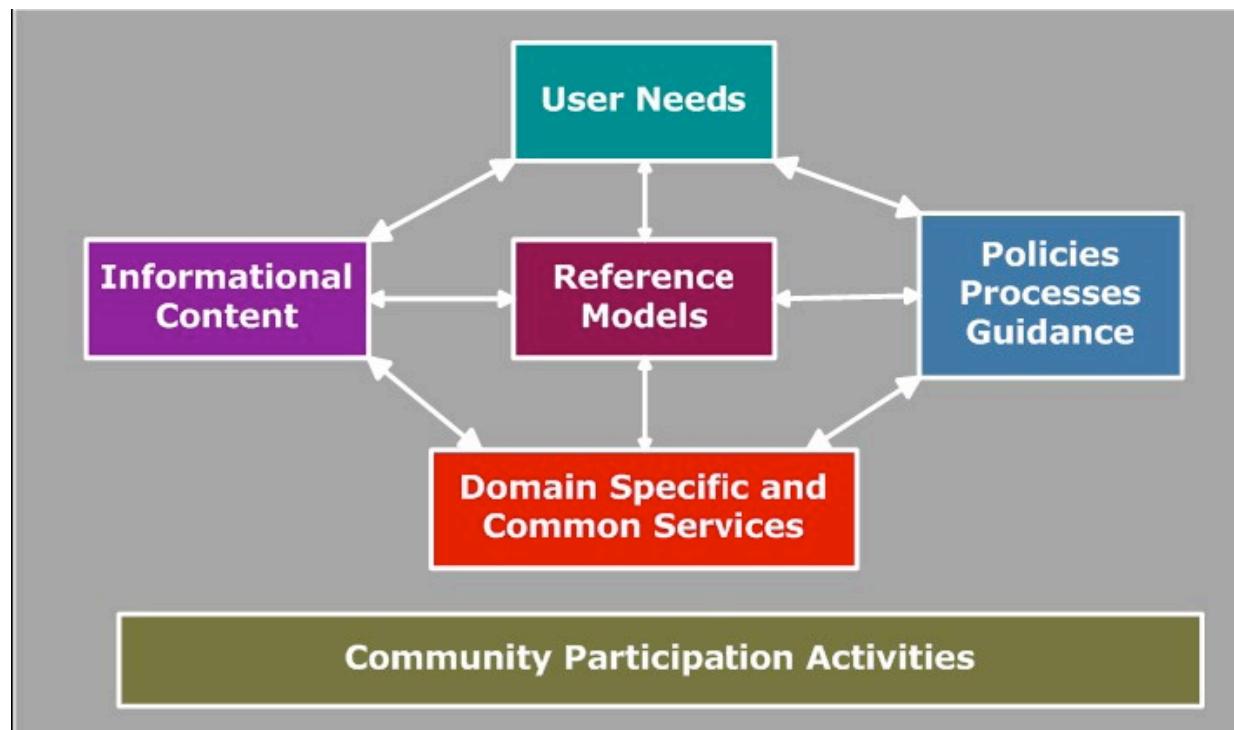 User Needs
Informational
Content
Reference
Models
Policies
Processes
Guidance
Domain Specific and
Common Services
Community Participation Activities